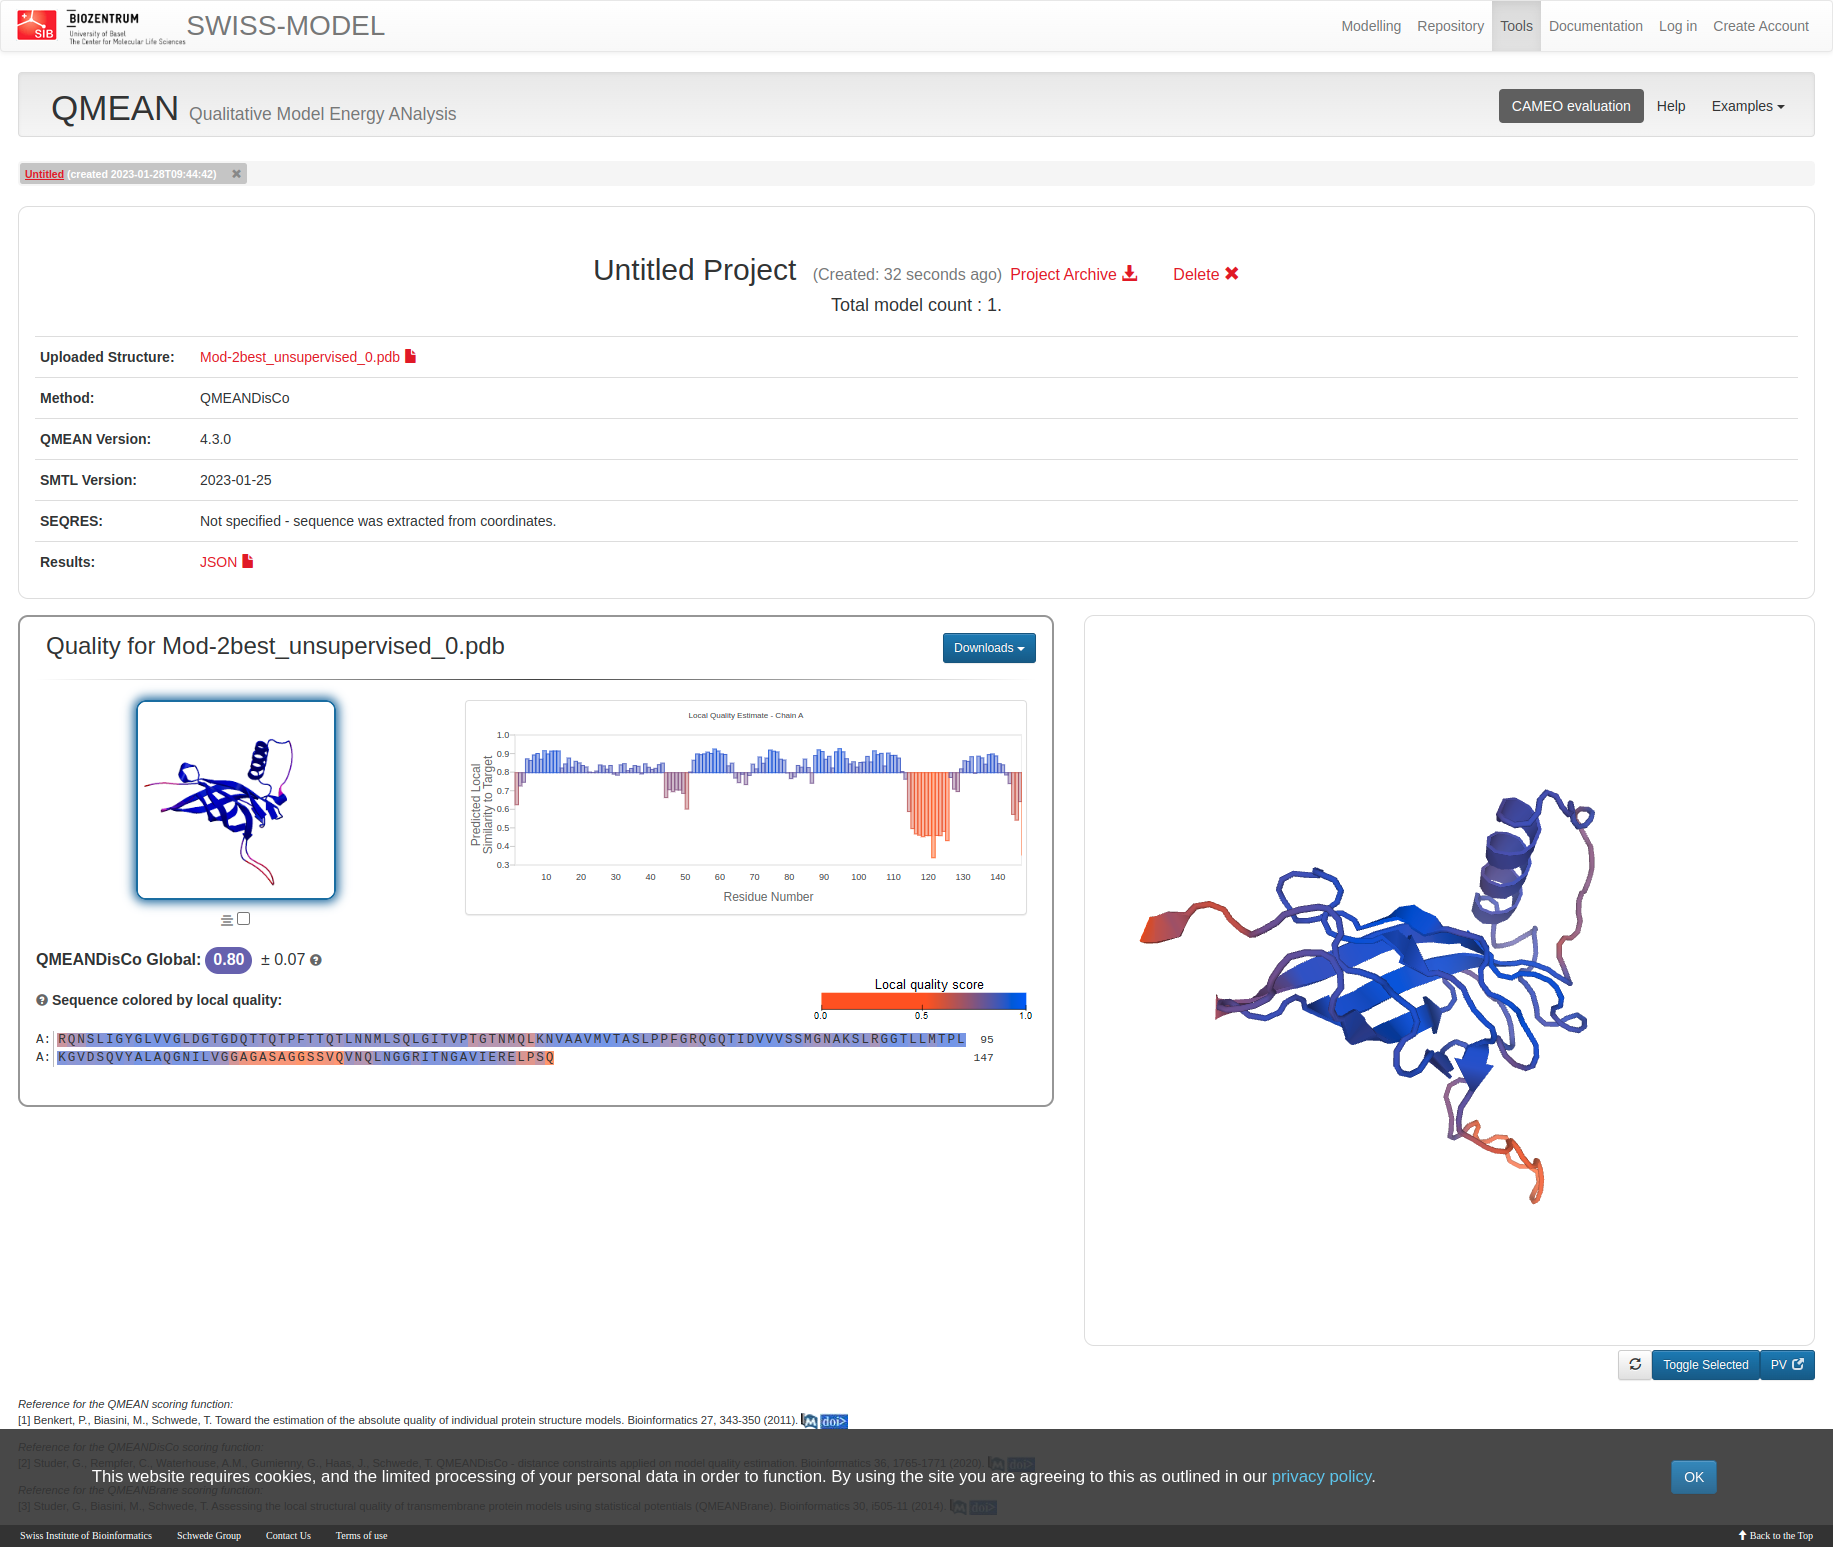 SIB
BIOZENTRUM
University of Basel
The Center for Molecular Life Sciences
SWISS-MODEL
Modelling
Repository
Tools
Documentation
Log in
Create Account
QMEAN Qualitative Model Energy ANalysis
CAMEO evaluation
Help
Examples
Untitled (created 2023-01-28T09:44:42)
Untitled Project (Created: 32 seconds ago) Project Archive Delete
Total model count : 1.
Uploaded Structure: Mod-2best_unsupervised_0.pdb
Method: QMEANDisCo
QMEAN Version: 4.3.0
SMTL Version: 2023-01-25
SEQRES: Not specified - sequence was extracted from coordinates.
Results: JSON
Quality for Mod-2best_unsupervised_0.pdb
Downloads
Local Quality Estimate - Chain A
Predicted Local
Similarity to Target
1.0
0.9
0.8
0.7
0.6
0.5
0.4
0.3
10 20 30 40 50 60 70 80 90 100 110 120 130 140
Residue Number
QMEANDisCo Global: 0.80 ± 0.07
Sequence colored by local quality:
Local quality score
0.0 0.5 1.0
A: RQNSLIGYGLVVGLDGTGDQTTQTPFTTQTLNNMLSQLGITVPTGTNMQLKNVAAVMVTASLPPFGRQGQTIDVVVSSMGNAKSLRGGTLLMTPL 95
A: KGVDSQVYALAQGNILVGGAGASAGGSSVQVNQLNGGRITNGAVIERELPSQ 147
Toggle Selected
PV
Reference for the QMEAN scoring function:
[1] Benkert, P., Biasini, M., Schwede, T. Toward the estimation of the absolute quality of individual protein structure models. Bioinformatics 27, 343-350 (2011). M doi>
Reference for the QMEANDisCo scoring function:
[2] Studer, G., Rempfer, C., Waterhouse, A.M., Gumienny, G., Haas, J., Schwede, T. QMEANDisCo - distance constraints applied on model quality estimation. Bioinformatics 36, 1765-1771 (2020). M doi>
This website requires cookies, and the limited processing of your personal data in order to function. By using the site you are agreeing to this as outlined in our privacy policy.
OK
Reference for the QMEANBrane scoring function:
[3] Studer, G., Biasini, M., Schwede, T. Assessing the local structural quality of transmembrane protein models using statistical potentials (QMEANBrane). Bioinformatics 30, i505-11 (2014). M doi>
Swiss Institute of Bioinformatics
Schwede Group
Contact Us
Terms of use
Back to the Top